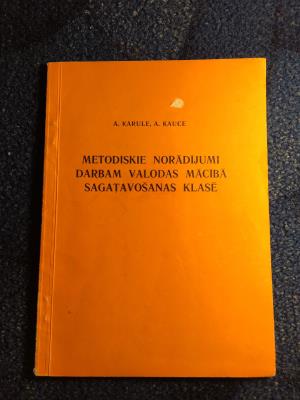 A. KARULE, A. KAUCE
METODISKIE NORĀDĪJUMI
DARBAM VALODAS MĀCĪBĀ
SAGATAVOŠANAS KLASĒ